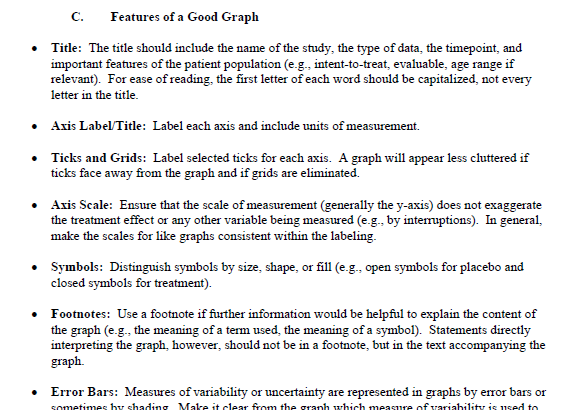 C. Features of a Good Graph
• Title: The title should include the name of the study, the type of data, the timepoint, and
important features of the patient population (e.g., intent-to-treat, evaluable, age range if
relevant). For ease of reading, the first letter of each word should be capitalized, not every
letter in the title.
• Axis Label/Title: Label each axis and include units of measurement.
• Ticks and Grids: Label selected ticks for each axis. A graph will appear less cluttered if
ticks face away from the graph and if grids are eliminated.
• Axis Scale: Ensure that the scale of measurement (generally the y-axis) does not exaggerate
the treatment effect or any other variable being measured (e.g., by interruptions). In general,
make the scales for like graphs consistent within the labeling.
• Symbols: Distinguish symbols by size, shape, or fill (e.g., open symbols for placebo and
closed symbols for treatment).
• Footnotes: Use a footnote if further information would be helpful to explain the content of
the graph (e.g., the meaning of a term used, the meaning of a symbol). Statements directly
interpreting the graph, however, should not be in a footnote, but in the text accompanying the
graph.
• Error Bars: Measures of variability or uncertainty are represented in graphs by error bars or
sometimes by shading. Make it clear from the graph which measure of variability is used to